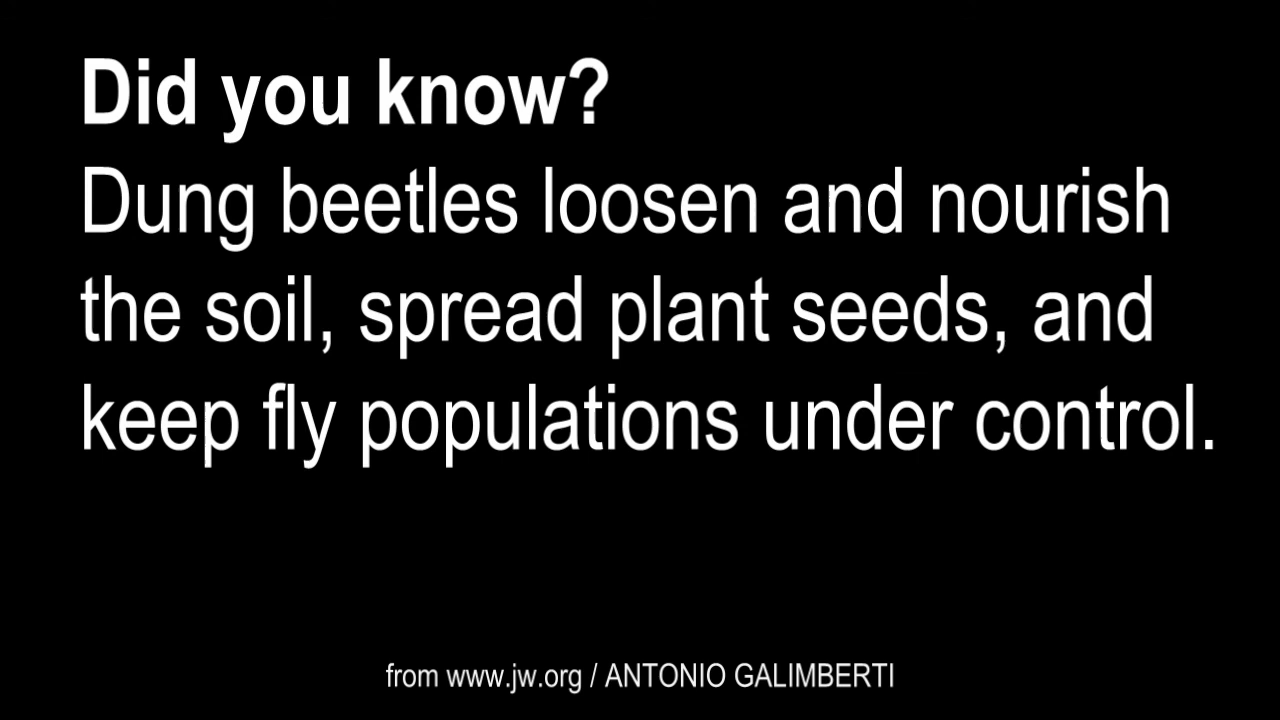 Did you know?
Dung beetles loosen and nourish
the soil, spread plant seeds, and
keep fly populations under control.
from www.jw.org / ANTONIO GALIMBERTI